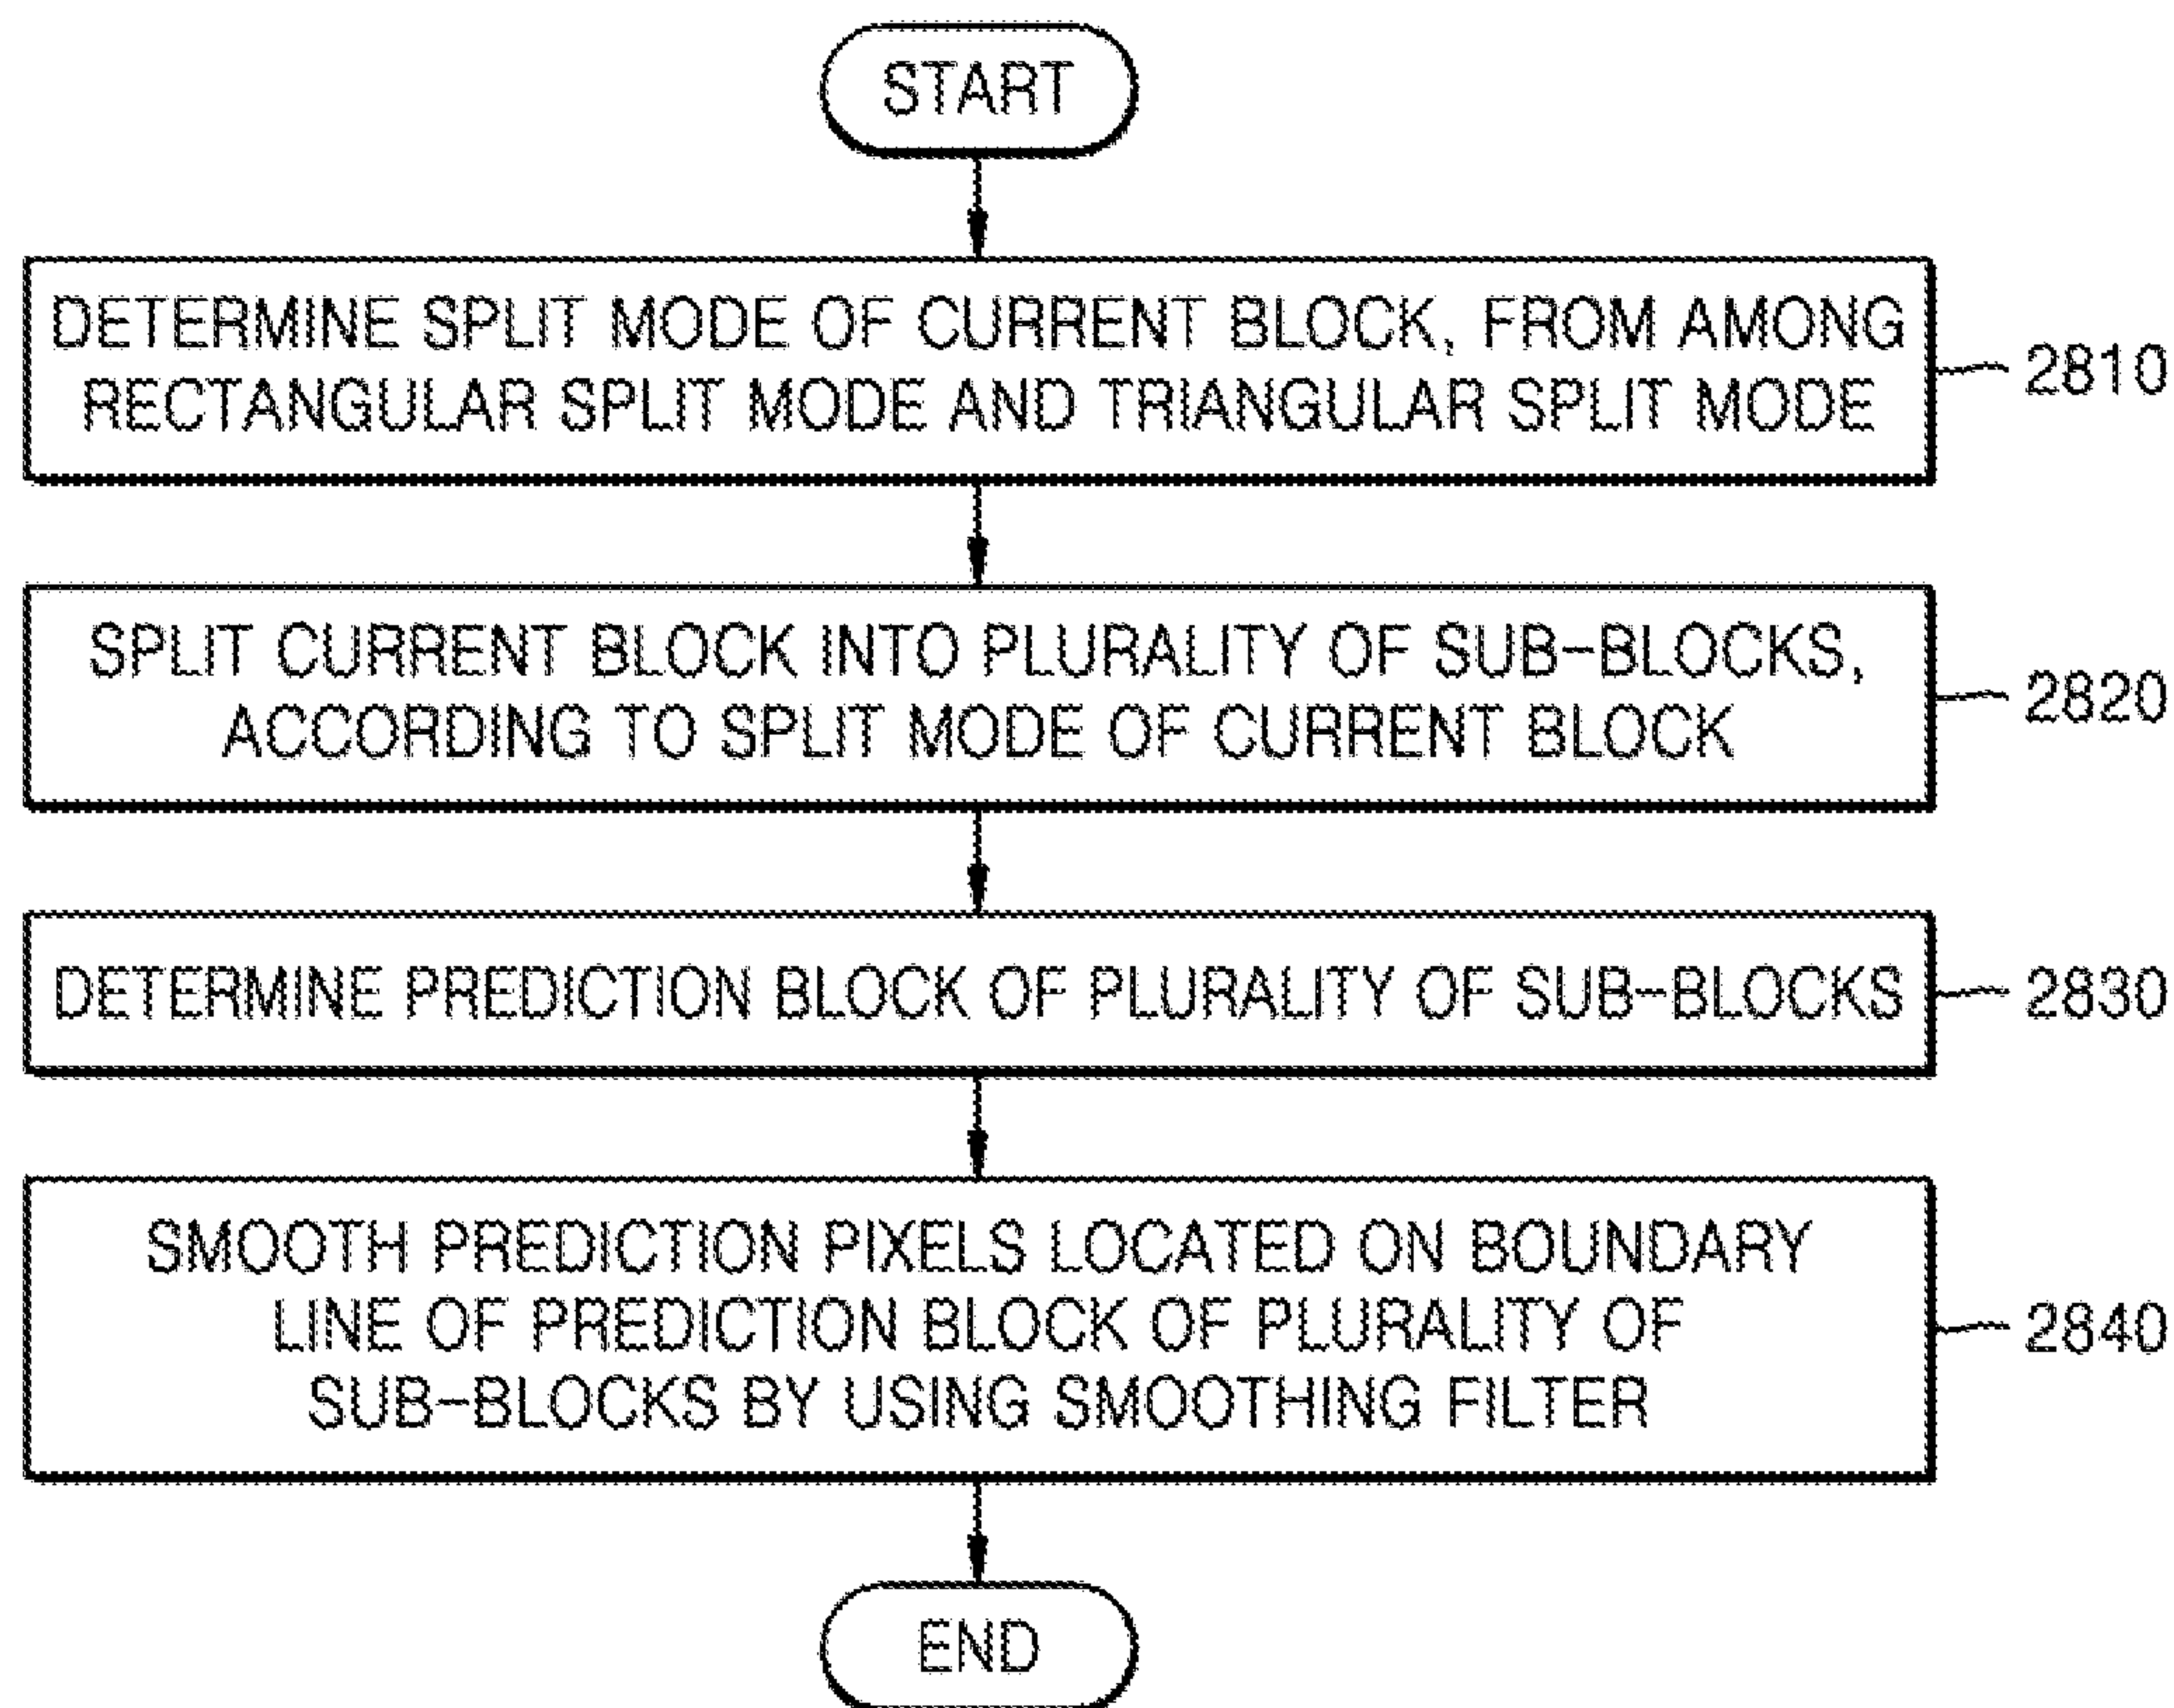 START
DETERMINE SPLIT MODE OF CURRENT BLOCK, FROM AMONG
RECTANGULAR SPLIT MODE AND TRIANGULAR SPLIT MODE
2810
SPLIT CURRENT BLOCK INTO PLURALITY OF SUB-BLOCKS,
ACCORDING TO SPLIT MODE OF CURRENT BLOCK
2820
DETERMINE PREDICTION BLOCK OF PLURALITY OF SUB-BLOCKS
2830
SMOOTH PREDICTION PIXELS LOCATED ON BOUNDARY
LINE OF PREDICTION BLOCK OF PLURALITY OF
SUB-BLOCKS BY USING SMOOTHING FILTER
2840
END